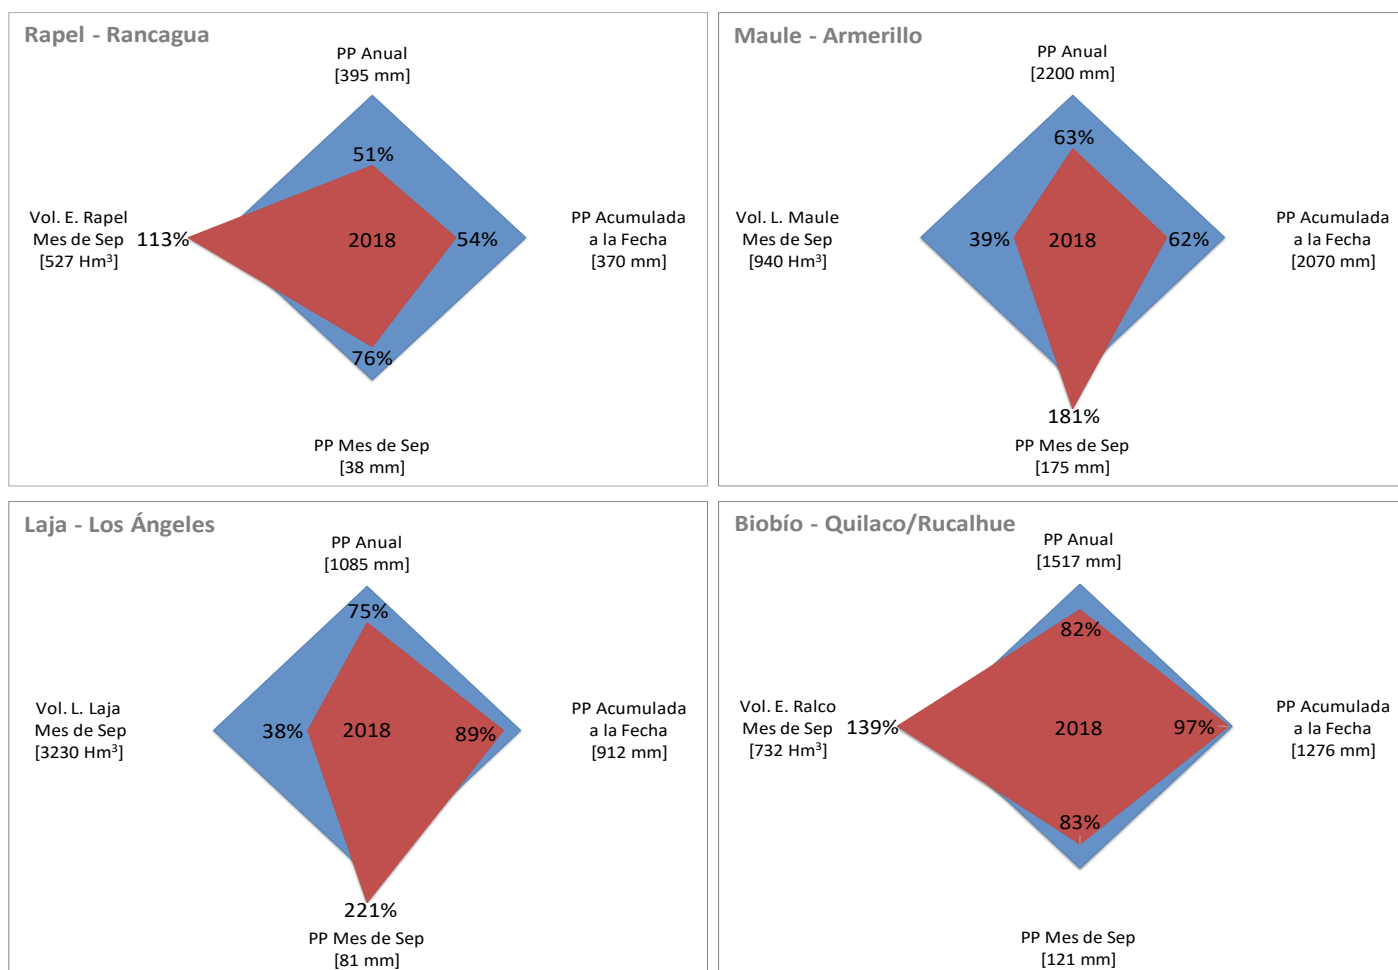 Rapel - Rancagua
PP Anual
[395 mm]
51%
Vol. E. Rapel
Mes de Sep
[527 Hm³]
113%
2018
54%
PP Acumulada
a la Fecha
[370 mm]
76%
PP Mes de Sep
[38 mm]
Maule - Armerillo
PP Anual
[2200 mm]
63%
Vol. L. Maule
Mes de Sep
[940 Hm³]
39%
2018
62%
PP Acumulada
a la Fecha
[2070 mm]
181%
PP Mes de Sep
[175 mm]
Laja - Los Ángeles
PP Anual
[1085 mm]
75%
Vol. L. Laja
Mes de Sep
[3230 Hm³]
38%
2018
89%
PP Acumulada
a la Fecha
[912 mm]
221%
PP Mes de Sep
[81 mm]
Biobío - Quilaco/Rucalhue
PP Anual
[1517 mm]
82%
Vol. E. Ralco
Mes de Sep
[732 Hm³]
139%
2018
97%
PP Acumulada
a la Fecha
[1276 mm]
83%
PP Mes de Sep
[121 mm]